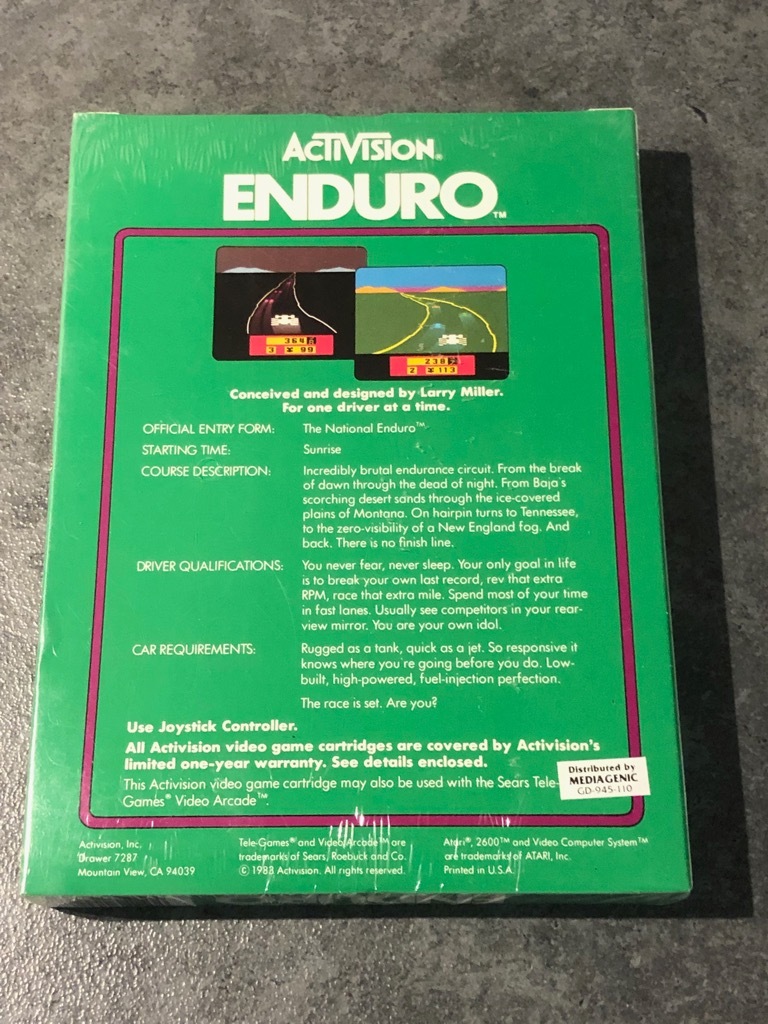 ACTIVISION®
ENDURO™
364
3 99
238
2 113
Conceived and designed by Larry Miller.
For one driver at a time.
OFFICIAL ENTRY FORM: The National Enduro™
STARTING TIME: Sunrise
COURSE DESCRIPTION: Incredibly brutal endurance circuit. From the break
of dawn through the dead of night. From Baja's
scorching desert sands through the ice-covered
plains of Montana. On hairpin turns to Tennessee,
to the zero-visibility of a New England fog. And
back. There is no finish line.
DRIVER QUALIFICATIONS: You never fear, never sleep. Your only goal in life
is to break your own last record, rev that extra
RPM, race that extra mile. Spend most of your time
in fast lanes. Usually see competitors in your rear-
view mirror. You are your own idol.
CAR REQUIREMENTS: Rugged as a tank, quick as a jet. So responsive it
knows where you're going before you do. Low-
built, high-powered, fuel-injection perfection.
The race is set. Are you?
Use Joystick Controller.
All Activision video game cartridges are covered by Activision's
limited one-year warranty. See details enclosed.
This Activision video game cartridge may also be used with the Sears Tele-
Games® Video Arcade™.
Distributed by
MEDIAGENIC
GD-945-110
Activision, Inc.
Drawer 7287
Mountain View, CA 94039
Tele-Games® and Video Arcade™ are
trademarks of Sears, Roebuck and Co.
© 1983 Activision. All rights reserved.
Atari®, 2600™ and Video Computer System™
are trademarks of ATARI, Inc.
Printed in U.S.A.